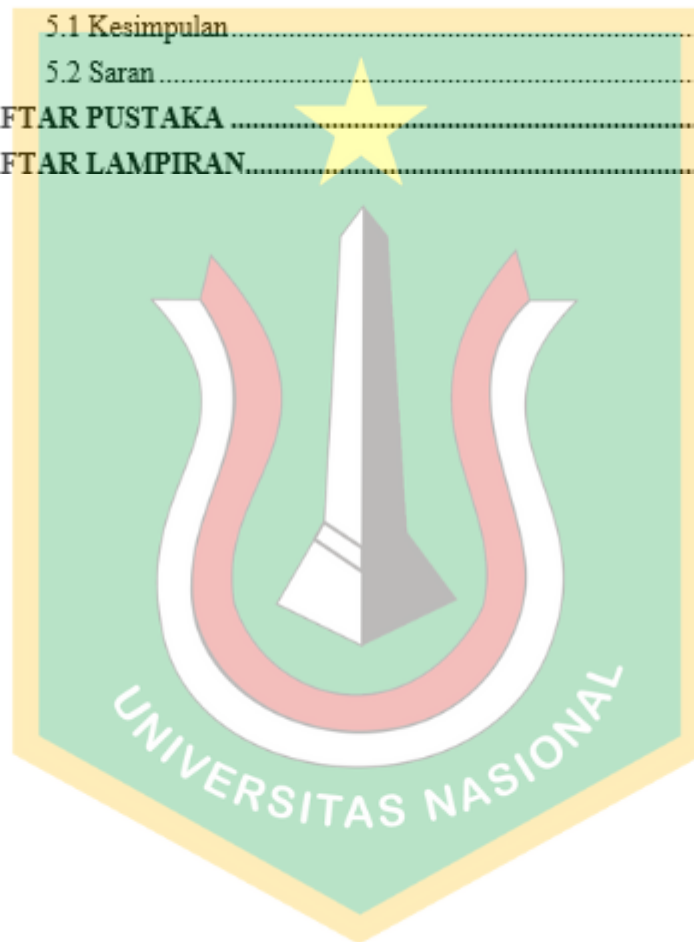 5.1 Kesimpulan................................................................
5.2 Saran................................................................
FTAR PUSTAKA................................................................
FTAR LAMPIRAN................................................................
UNIVERSITAS NASIONAL